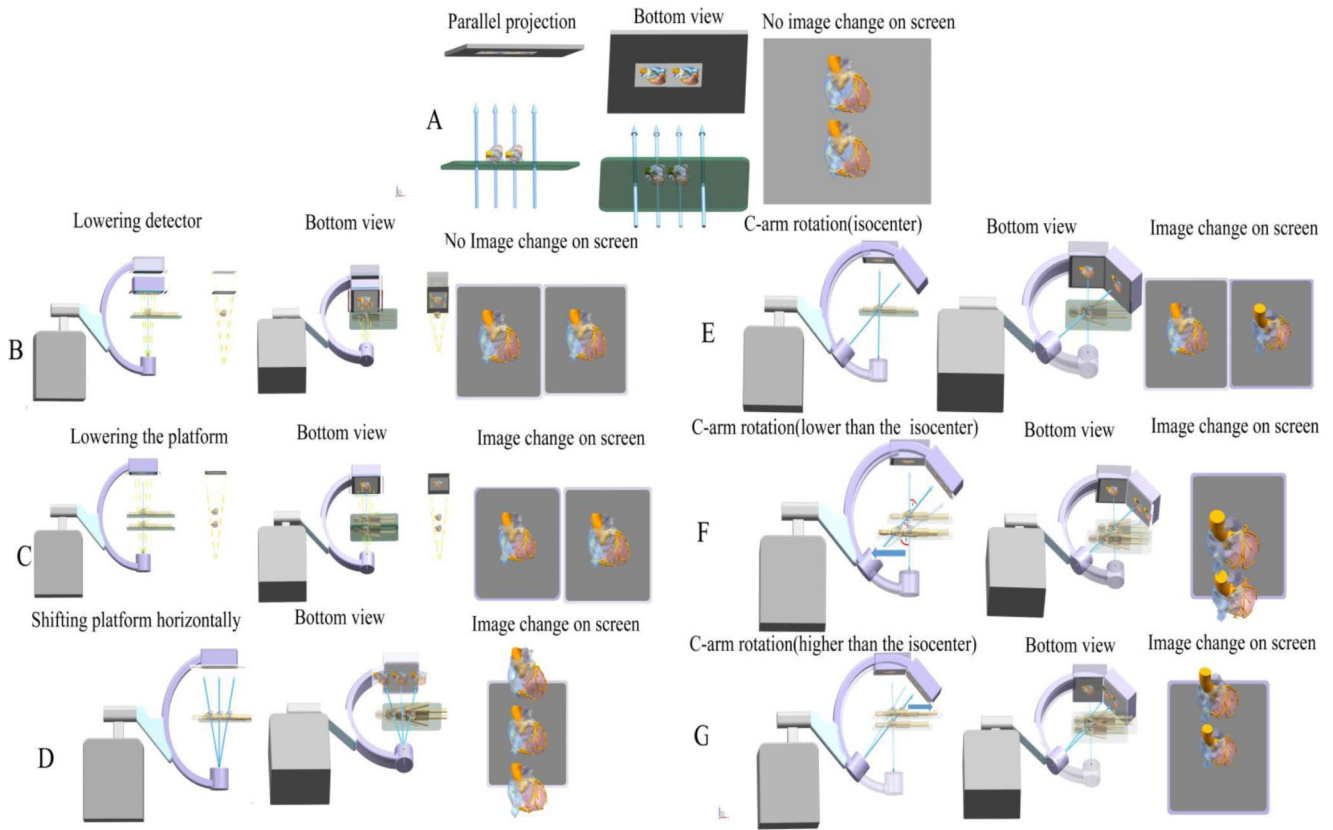 Parallel projection
Bottom view
No image change on screen
A
Lowering detector
Bottom view
No Image change on screen
B
C-arm rotation(isocenter)
Bottom view
Image change on screen
E
Lowering the platform
Bottom view
Image change on screen
C
C-arm rotation(lower than the isocenter)
Bottom view
Image change on screen
F
Shifting platform horizontally
Bottom view
Image change on screen
D
C-arm rotation(higher than the isocenter)
Bottom view
Image change on screen
G